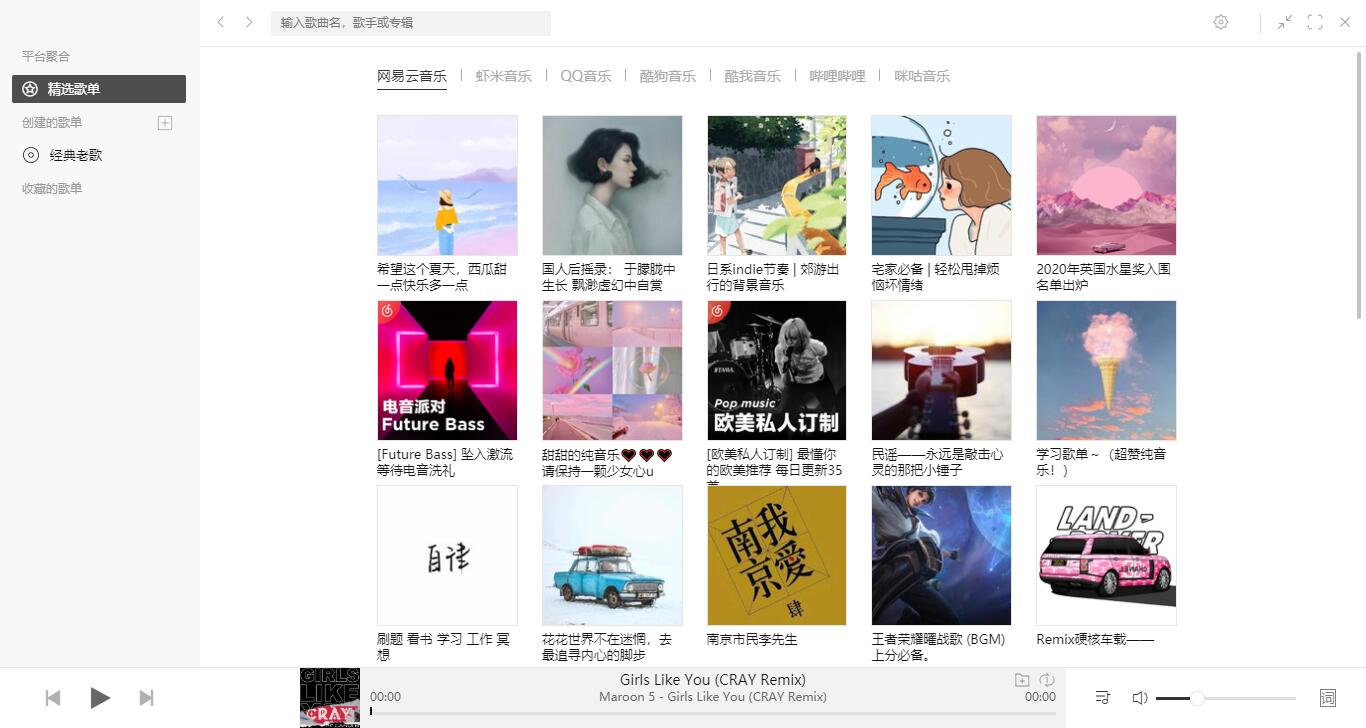 输入歌曲名，歌手或专辑
平台聚合
精选歌单
创建的歌单
经典老歌
收藏的歌单
网易云音乐 虾米音乐 QQ音乐 酷狗音乐 酷我音乐 哔哩哔哩 咪咕音乐
希望这个夏天，西瓜甜
一点快乐多一点
国人后摇录： 于朦胧中
生长 飘渺虚幻中自赏
日系indie节奏 | 郊游出
行的背景音乐
宅家必备 | 轻松甩掉烦
恼坏情绪
2020年英国水星奖入围
名单出炉
电音派对
Future Bass
Pop music
欧美私人订制
[Future Bass] 坠入澈流
等待电音洗礼
甜甜的纯音乐🖤🖤🖤
请保持一颗少女心u
[欧美私人订制] 最懂你
的欧美推荐 每日更新35
首
民谣——永远是敲击心
灵的那把小锤子
学习歌单～（超赞纯音
乐！）
自律
南京
我爱
肆
LAND-
ROVER
刷题 看书 学习 工作 冥
想
花花世界不在迷惘，去
最追寻内心的脚步
南京市民李先生
王者荣耀曜战歌 (BGM)
上分必备。
Remix硬核车载——
GIRLS
LIKE
CRAY
Girls Like You (CRAY Remix)
00:00
Maroon 5 - Girls Like You (CRAY Remix)
00:00
词